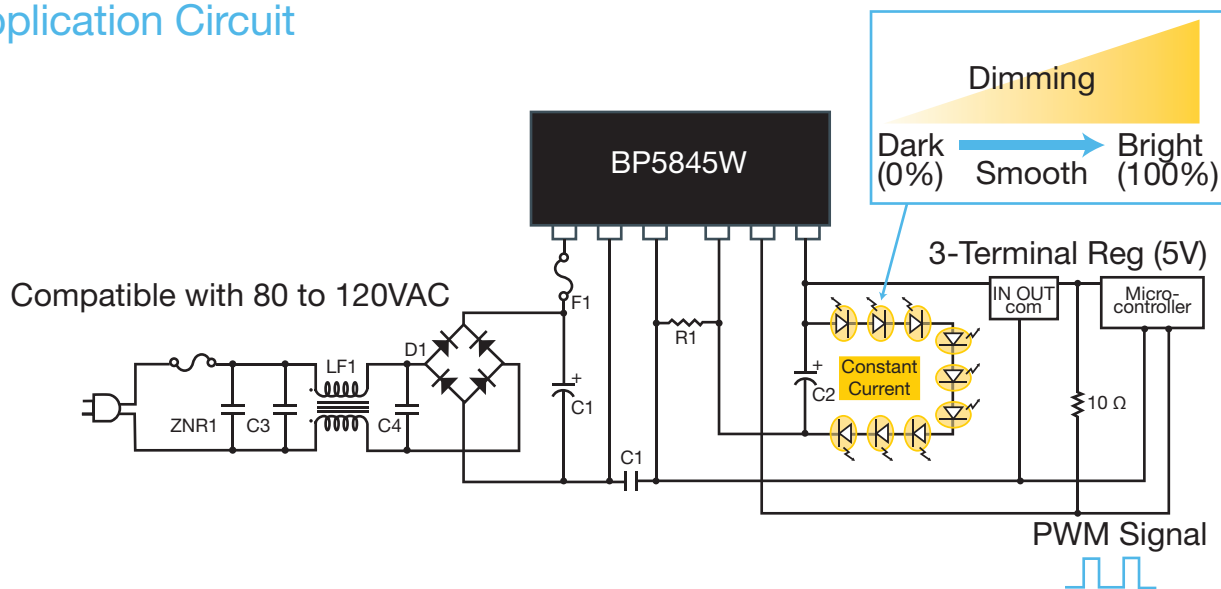 pplication Circuit
Dimming
Dark
(0%)
Smooth
Bright
(100%)
BP5845W
3-Terminal Reg (5V)
IN OUT
com
Micro-
controller
Compatible with 80 to 120VAC
F1
D1
LF1
ZNR1
C3
C4
+
C1
R1
+
C2
Constant
Current
10 Ω
C1
PWM Signal